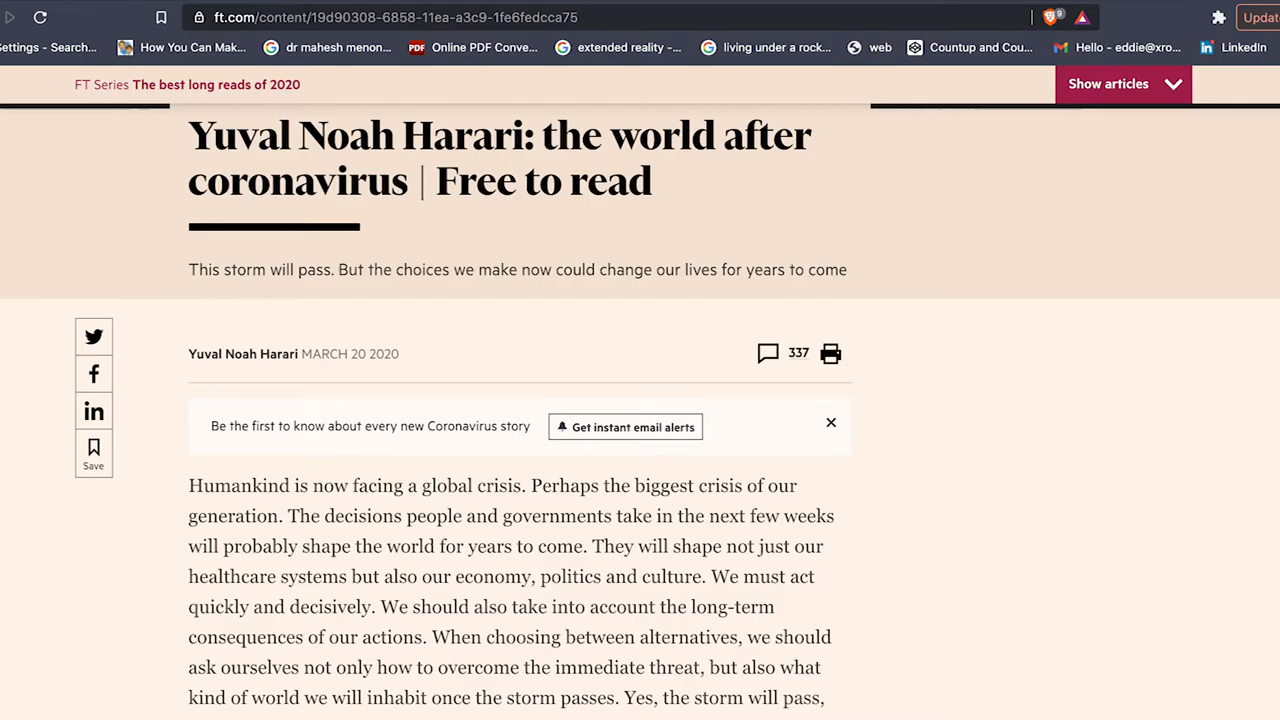 ft.com/content/19d90308-6858-11ea-a3c9-1fe6fedcca75
9
Updat
Settings - Search...
How You Can Mak...
dr mahesh menon...
PDF
Online PDF Conve...
extended reality -...
living under a rock...
web
Countup and Cou...
Hello - eddie@xro...
in
LinkedIn
FT Series The best long reads of 2020
Show articles
Yuval Noah Harari: the world after
coronavirus | Free to read
This storm will pass. But the choices we make now could change our lives for years to come
f
in
Save
Yuval Noah Harari MARCH 20 2020
337
Be the first to know about every new Coronavirus story
Get instant email alerts
Humankind is now facing a global crisis. Perhaps the biggest crisis of our
generation. The decisions people and governments take in the next few weeks
will probably shape the world for years to come. They will shape not just our
healthcare systems but also our economy, politics and culture. We must act
quickly and decisively. We should also take into account the long-term
consequences of our actions. When choosing between alternatives, we should
ask ourselves not only how to overcome the immediate threat, but also what
kind of world we will inhabit once the storm passes. Yes, the storm will pass,